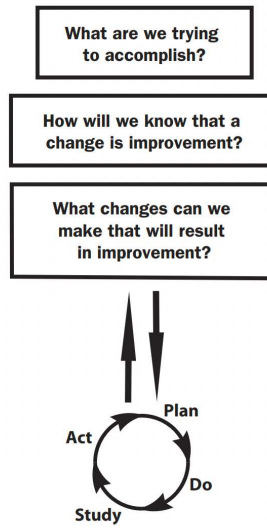 What are we trying
to accomplish?
How will we know that a
change is improvement?
What changes can we
make that will result
in improvement?
Plan
Act
Do
Study